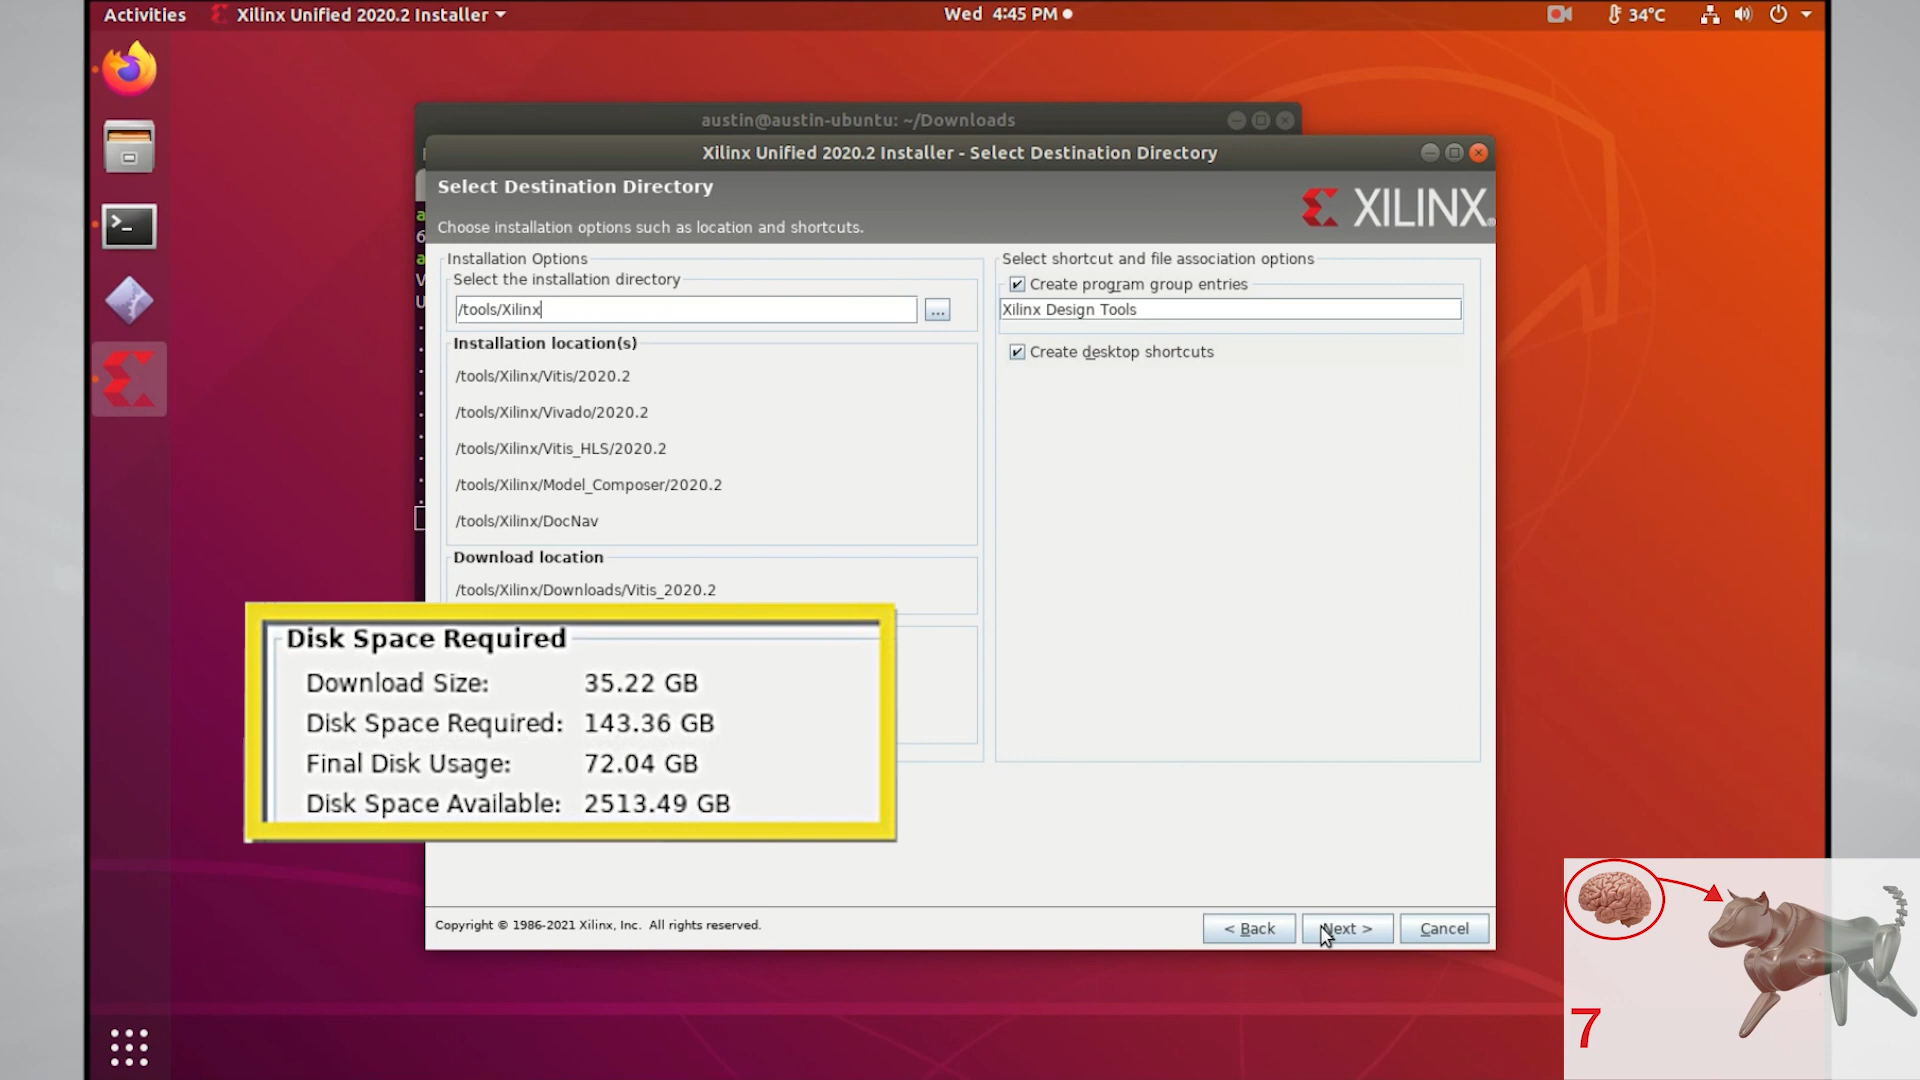 Activities
Xilinx Unified 2020.2 Installer
Wed 4:45 PM
34°C
austin@austin-ubuntu: ~/Downloads
Xilinx Unified 2020.2 Installer - Select Destination Directory
Select Destination Directory
Choose installation options such as location and shortcuts.
XILINX
Installation Options
Select the installation directory
/tools/Xilinx
...
Installation location(s)
/tools/Xilinx/Vitis/2020.2
/tools/Xilinx/Vivado/2020.2
/tools/Xilinx/Vitis_HLS/2020.2
/tools/Xilinx/Model_Composer/2020.2
/tools/Xilinx/DocNav
Download location
/tools/Xilinx/Downloads/Vitis_2020.2
Select shortcut and file association options
Create program group entries
Xilinx Design Tools
Create desktop shortcuts
Disk Space Required
Download Size: 35.22 GB
Disk Space Required: 143.36 GB
Final Disk Usage: 72.04 GB
Disk Space Available: 2513.49 GB
Copyright © 1986-2021 Xilinx, Inc. All rights reserved.
< Back
Next >
Cancel
7